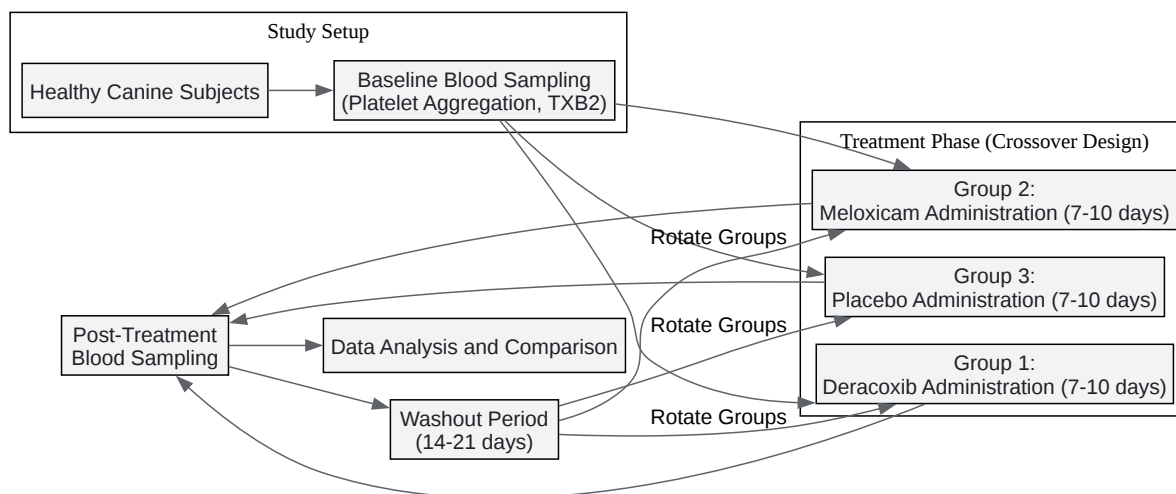 Study Setup
Healthy Canine Subjects
Baseline Blood Sampling
(Platelet Aggregation, TXB2)
Treatment Phase (Crossover Design)
Group 2:
Meloxicam Administration (7-10 days)
Rotate Groups
Group 3:
Placebo Administration (7-10 days)
Rotate Groups
Post-Treatment
Blood Sampling
Data Analysis and Comparison
Group 1:
Deracoxib Administration (7-10 days)
Washout Period
(14-21 days)
Rotate Groups